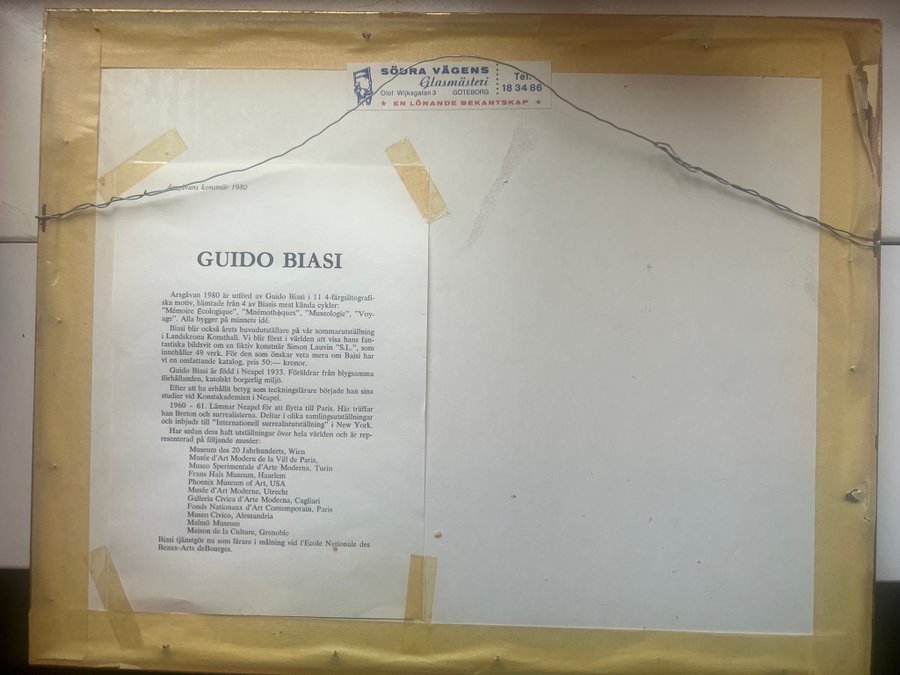 SÖDRA VÄGENS
Glasmästeri
Olof Wijksgatan 3 GÖTEBORG
Tel.
18 34 86
★ EN LÖNANDE BEKANTSKAP ★
Årsgåvans konstnär 1980
GUIDO BIASI
Årsgåvan 1980 är utförd av Guido Biasi i 11 4-färgslitografi-
ska motiv, hämtade från 4 av Biasis mest kända cykler:
"Mémoire Écologique", "Mnémothèques", "Museologie", "Voy-
age". Alla bygger på minnets idé.
Biasi blir också årets huvudutställare på vår sommarutställning
i Landskrona Konsthall. Vi blir först i världen att visa hans fan-
tastiska bildsvit om en fiktiv konstnär Simon Lauvin "S.L.", som
innehåller 49 verk. För den som önskar veta mera om Baisi har
vi en omfattande katalog, pris 50:— kronor.
Guido Biasi är född i Neapel 1933. Föräldrar från blygsamma
förhållanden, katolskt borgerlig miljö.
Efter att ha erhållit betyg som teckningslärare började han sina
studier vid Konstakademien i Neapel.
1960 – 61. Lämnar Neapel för att flytta till Paris. Här träffar
han Breton och surrealisterna. Deltar i olika samlingsutställningar
och inbjuds till "Internationell surrealistutställning" i New York.
Har sedan dess haft utställningar över hela världen och är rep-
resenterad på följande muséer:
Museum des 20 Jahrhunderts, Wien
Musée d'Art Modern de la Vill de Paris,
Museo Sperimentale d'Arte Moderna, Turin
Frans Hals Museum, Haarlem
Phoenix Museum of Art, USA
Musée d'Art Moderne, Utrecht
Galleria Civica d'Arte Moderna, Cagliari
Fonds Nationaux d'Art Contemporain, Paris
Museo Civico, Alessandria
Malmö Museum
Maison de la Culture, Grenoble
Biasi tjänstgör nu som lärare i målning vid l'Ecole Nationale des
Beaux-Arts deBourges.